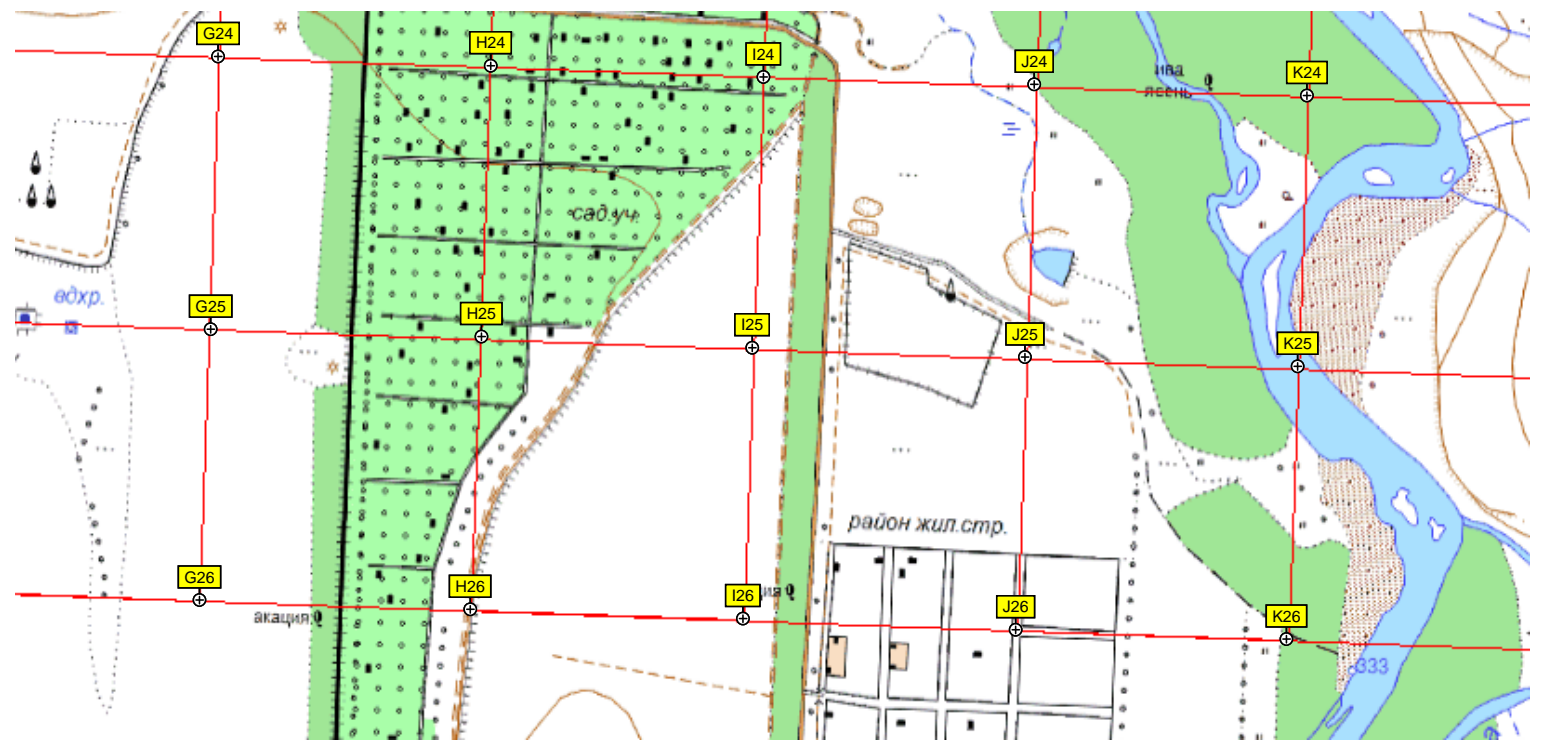 G24
H24
I24
J24
K24
ива
ясень
сад.уч.
вдхр.
G25
H25
I25
J25
K25
район жил.стр.
G26
H26
I26
J26
K26
акация
333